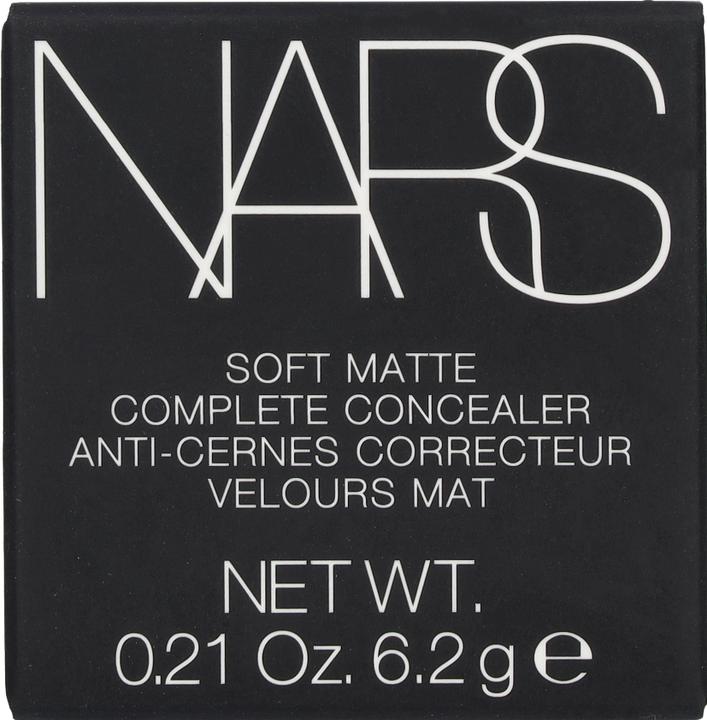 NARS
SOFT MATTE
COMPLETE CONCEALER
ANTI-CERNES CORRECTEUR
VELOURS MAT
NET WT.
0.21 Oz. 6.2 g ℮